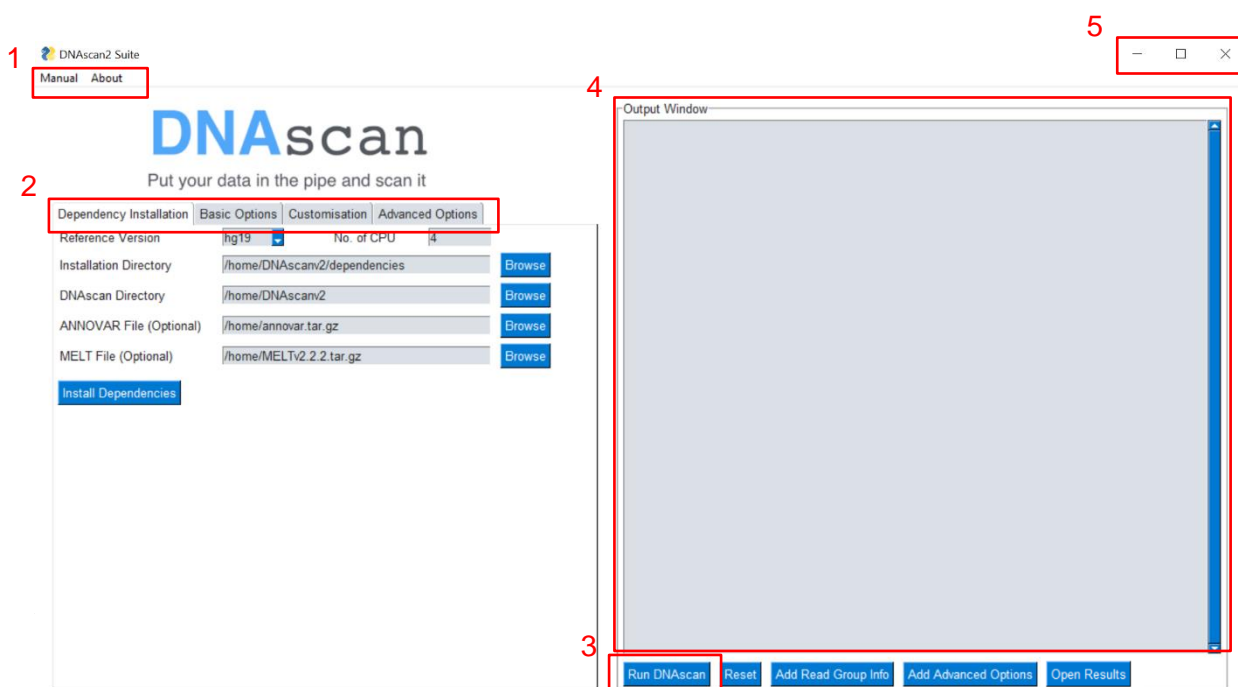 5
1
DNAscan2 Suite
Manual About
4
Output Window
DNAscan
Put your data in the pipe and scan it
2
Dependency Installation Basic Options Customisation Advanced Options
Reference Version hg19 No. of CPU 4
Installation Directory /home/DNAscanv2/dependencies Browse
DNAscan Directory /home/DNAscanv2 Browse
ANNOVAR File (Optional) /home/annovar.tar.gz Browse
MELT File (Optional) /home/MELTv2.2.2.tar.gz Browse
Install Dependencies
3
Run DNAscan Reset Add Read Group Info Add Advanced Options Open Results